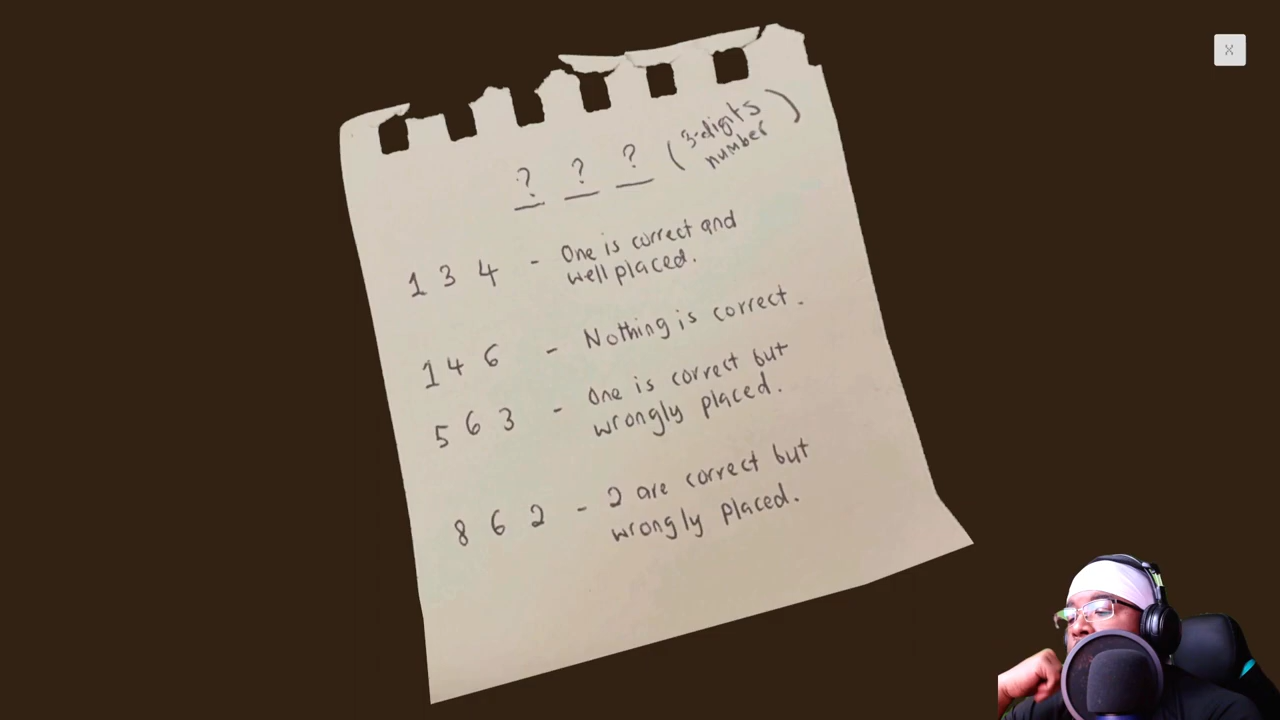 ? ? ? (3-digits
number)
1 3 4 - One is correct and
well placed.
1 4 6 - Nothing is correct.
5 6 3 - One is correct but
wrongly placed.
8 6 2 - 2 are correct but
wrongly placed.
X